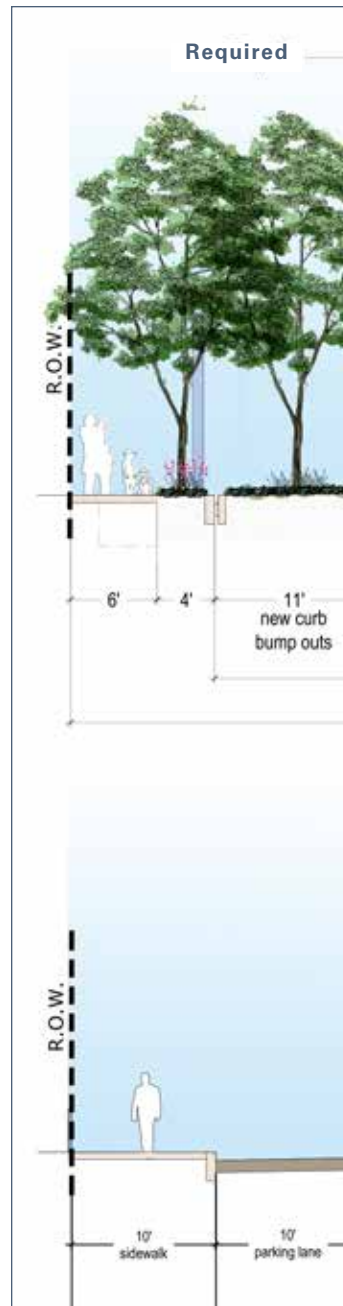 Required
R.O.W.
6'
4'
11'
new curb
bump outs
R.O.W.
10'
sidewalk
10'
parking lane